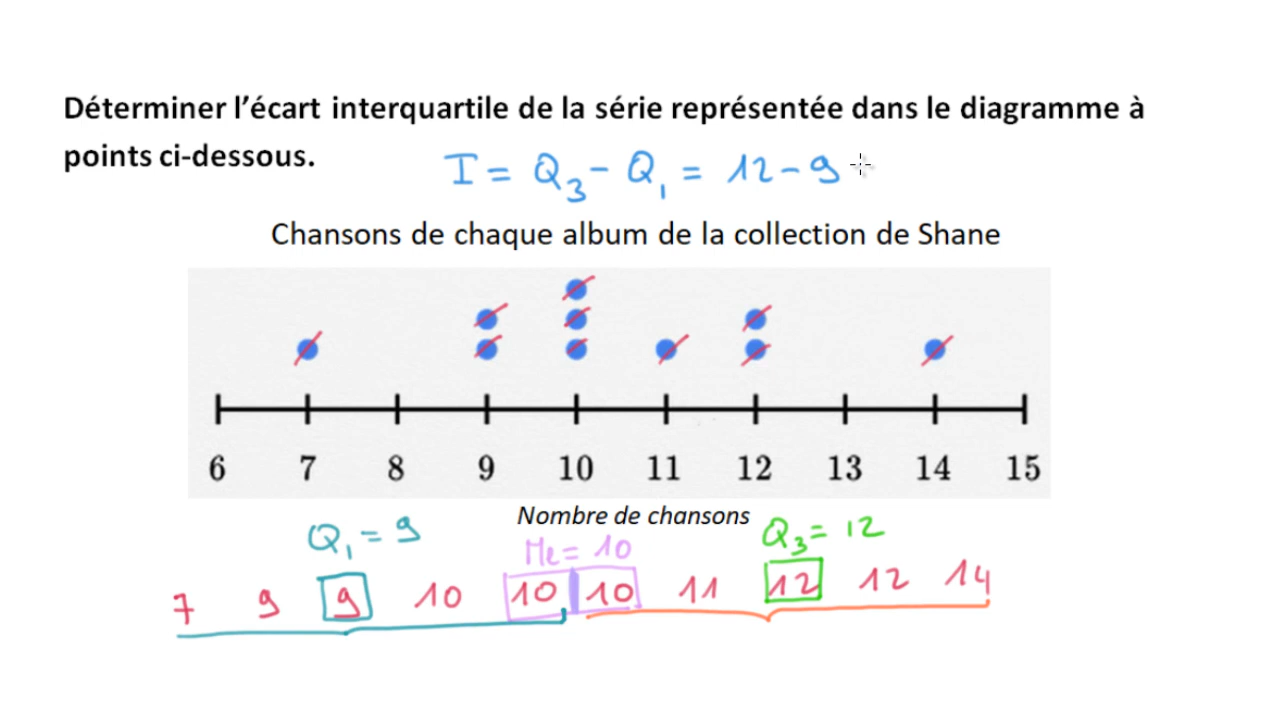 Déterminer l’écart interquartile de la série représentée dans le diagramme à
points ci-dessous.
I = Q₃ - Q₁ = 12 - 9
Chansons de chaque album de la collection de Shane
6 7 8 9 10 11 12 13 14 15
Nombre de chansons
Q₁ = 9
Me = 10
Q₃ = 12
7 9 9 10 10 10 11 12 12 14